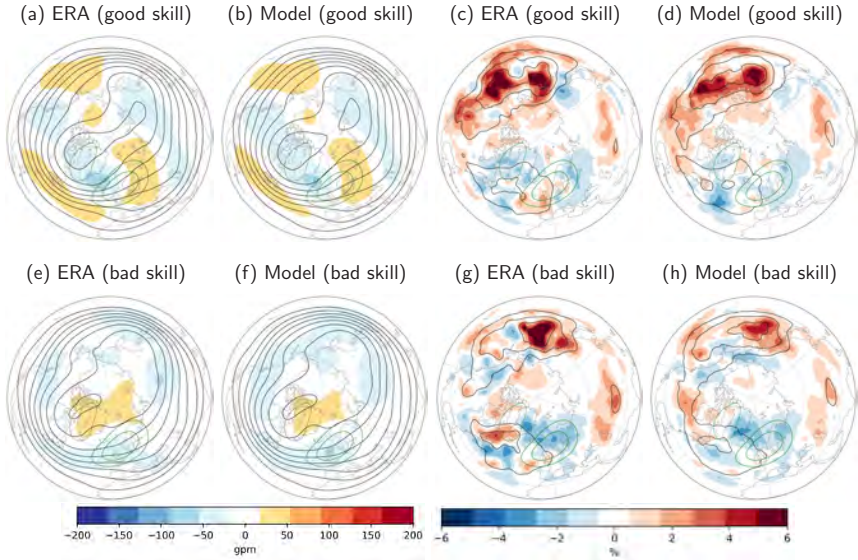 (a) ERA (good skill) (b) Model (good skill) (c) ERA (good skill) (d) Model (good skill)
(e) ERA (bad skill) (f) Model (bad skill) (g) ERA (bad skill) (h) Model (bad skill)
−200 −150 −100 −50 0 50 100 150 200
gpm
−6 −4 −2 0 2 4 6
%